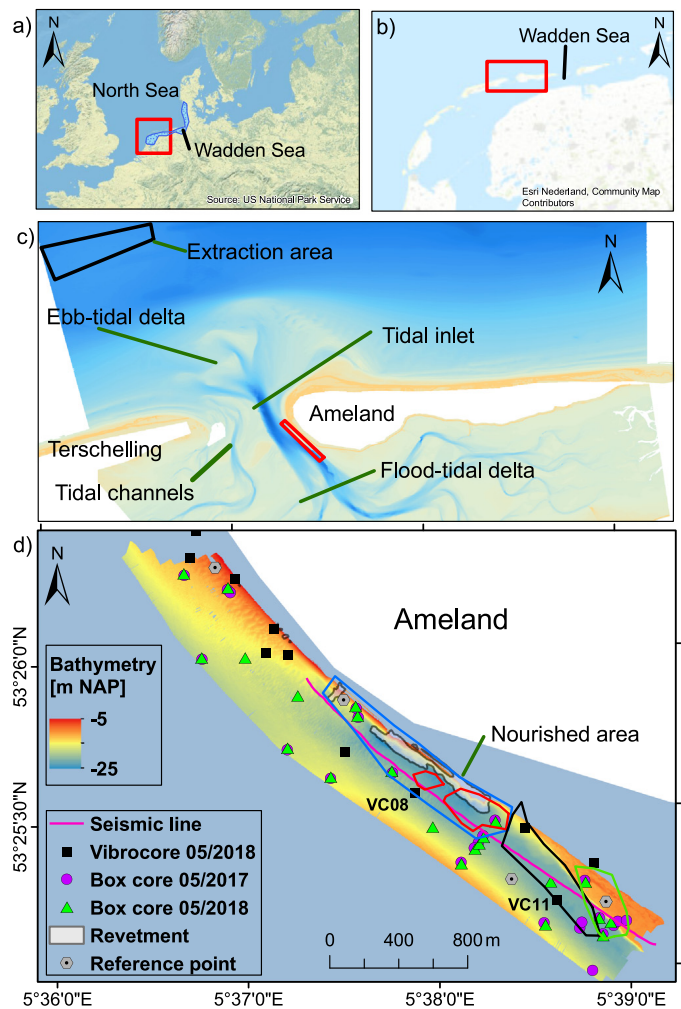 a)
N
North Sea
Wadden Sea
Source: US National Park Service
b)
N
Wadden Sea
Esri Nederland, Community Map
Contributors
c)
N
Extraction area
Ebb-tidal delta
Tidal inlet
Ameland
Terschelling
Tidal channels
Flood-tidal delta
d)
N
Ameland
53°26'0"N
53°25'30"N
Bathymetry
[m NAP]
-5
-25
Nourished area
VC08
VC11
Seismic line
Vibrocore 05/2018
Box core 05/2017
Box core 05/2018
Revetment
Reference point
0 400 800 m
5°36'0"E 5°37'0"E 5°38'0"E 5°39'0"E